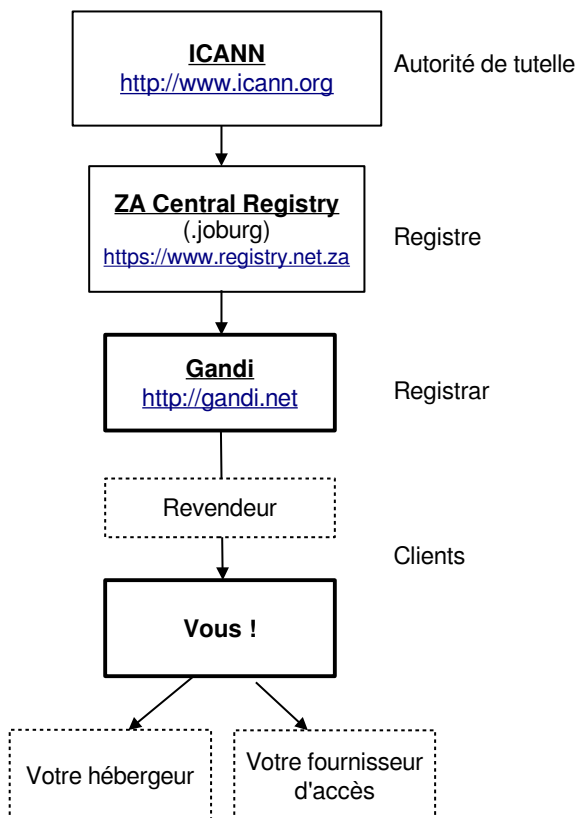 ICANN
http://www.icann.org
Autorité de tutelle
ZA Central Registry
(.joburg)
https://www.registry.net.za
Registre
Gandi
http://gandi.net
Registrar
Revendeur
Clients
Vous !
Votre hébergeur
Votre fournisseur
d'accès